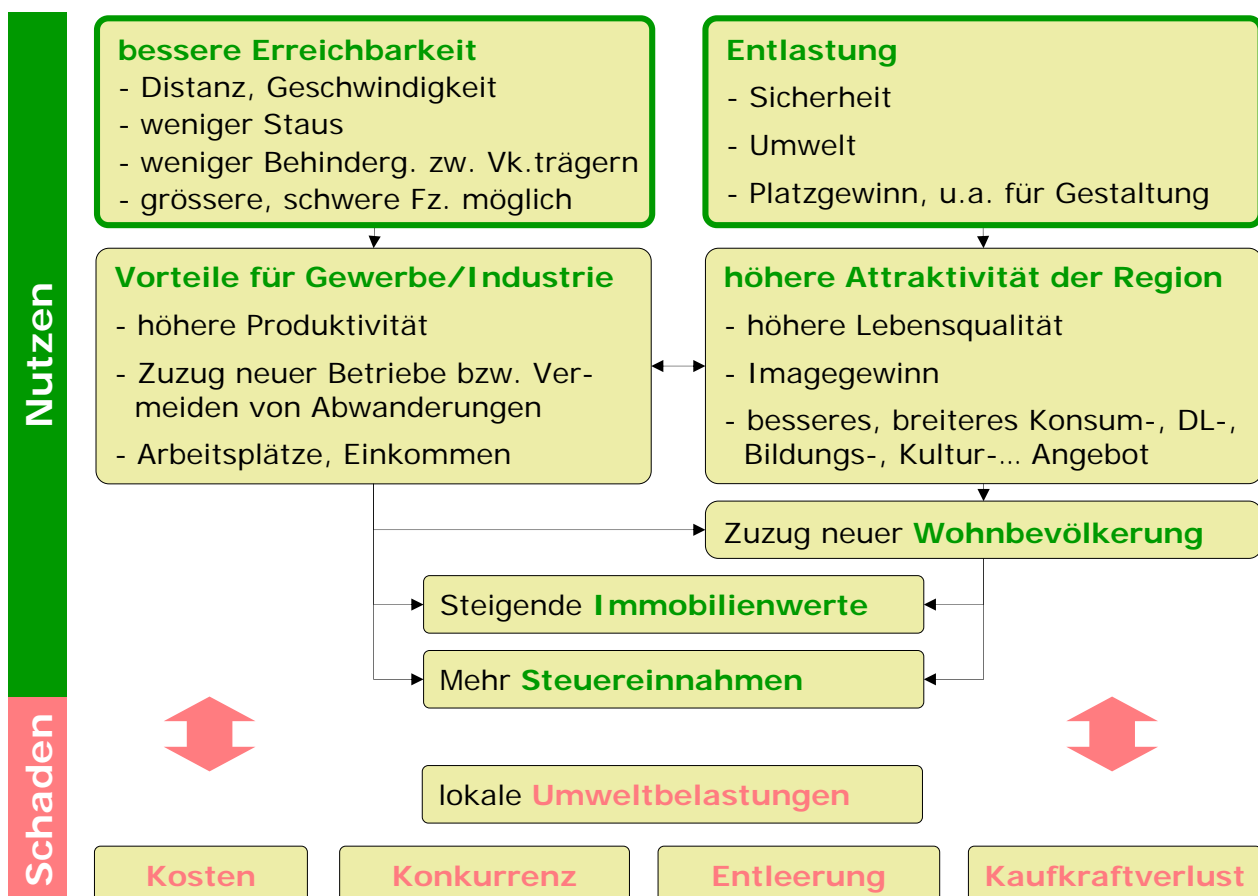 Nutzen
bessere Erreichbarkeit
- Distanz, Geschwindigkeit
- weniger Staus
- weniger Behinderg. zw. Vk.trägern
- grössere, schwere Fz. möglich
Entlastung
- Sicherheit
- Umwelt
- Platzgewinn, u.a. für Gestaltung
Vorteile für Gewerbe/Industrie
- höhere Produktivität
- Zuzug neuer Betriebe bzw. Ver-
meiden von Abwanderungen
- Arbeitsplätze, Einkommen
höhere Attraktivität der Region
- höhere Lebensqualität
- Imagegewinn
- besseres, breiteres Konsum-, DL-,
Bildungs-, Kultur-... Angebot
Zuzug neuer Wohnbevölkerung
Steigende Immobilienwerte
Mehr Steuereinnahmen
Schaden
lokale Umweltbelastungen
Kosten
Konkurrenz
Entleerung
Kaufkraftverlust